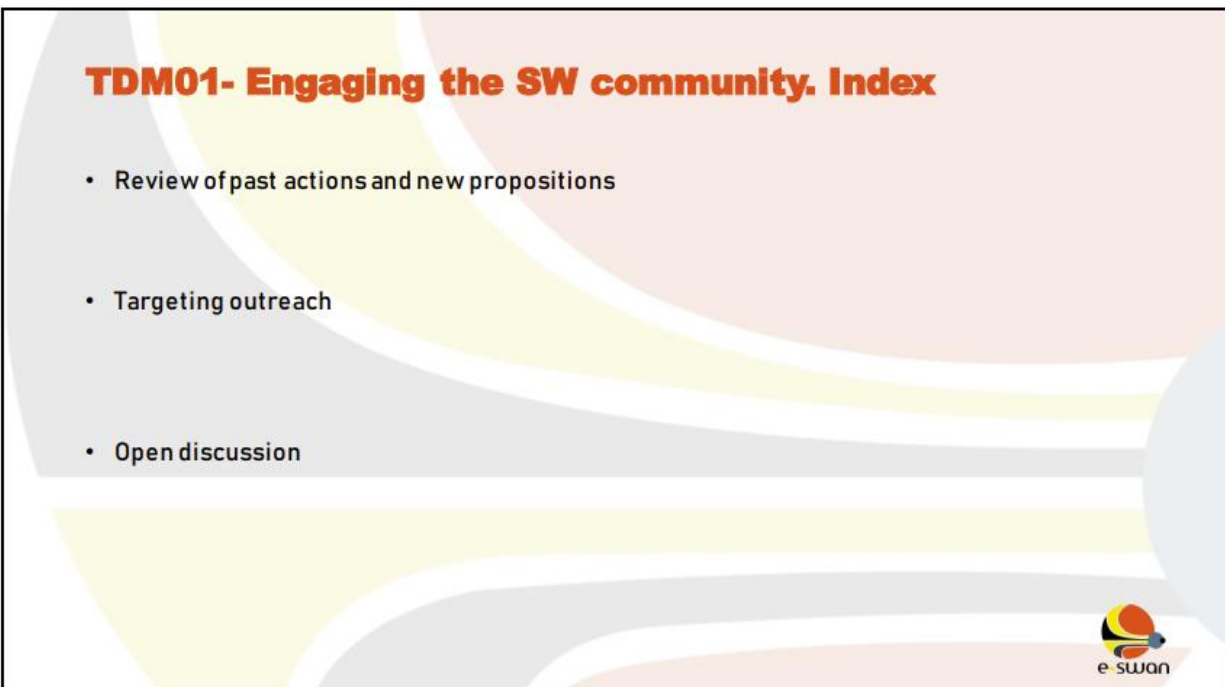 TDM01- Engaging the SW community. Index
• Review of past actions and new propositions
• Targeting outreach
• Open discussion
e-swan